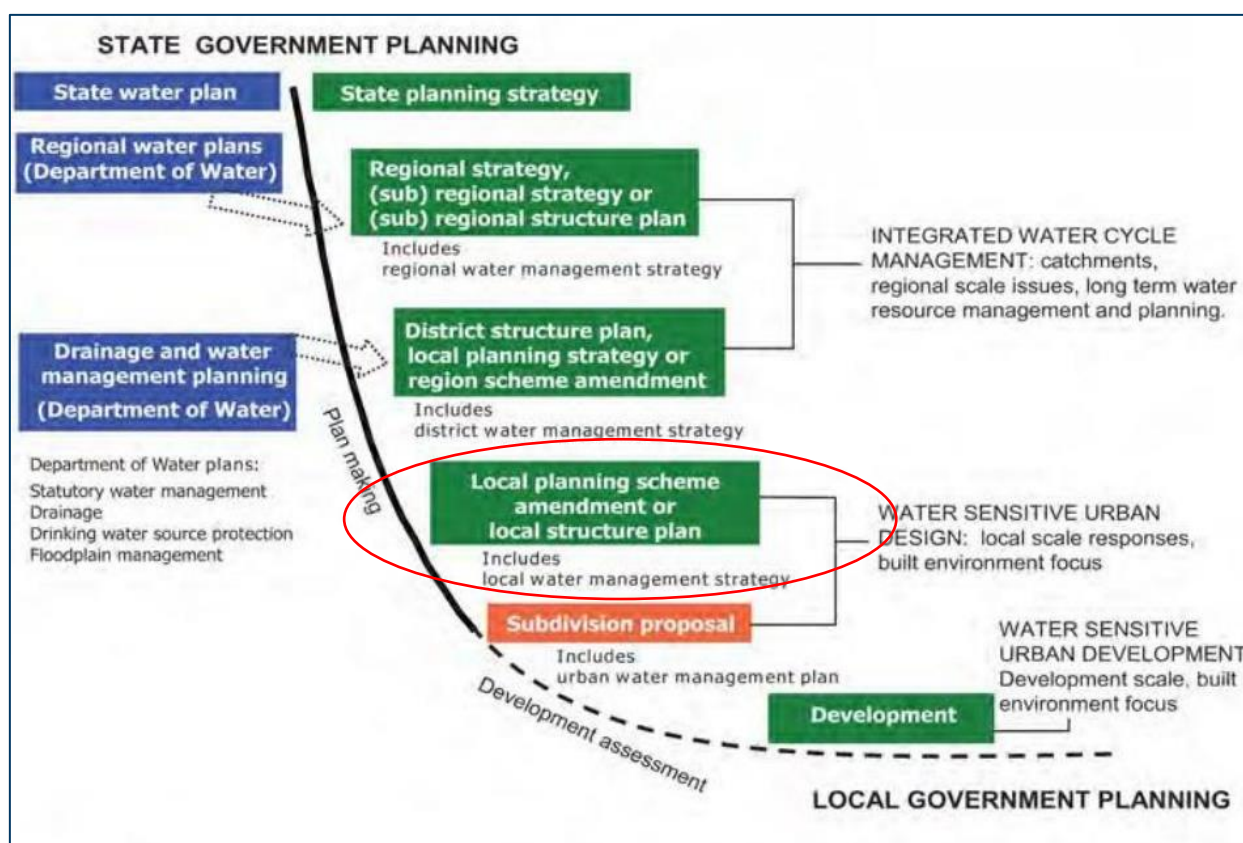 STATE GOVERNMENT PLANNING
State water plan
State planning strategy
Regional water plans
(Department of Water)
Regional strategy,
(sub) regional strategy or
(sub) regional structure plan
Includes
regional water management strategy
INTEGRATED WATER CYCLE
MANAGEMENT: catchments,
regional scale issues, long term water
resource management and planning.
Drainage and water
management planning
(Department of Water)
District structure plan,
local planning strategy or
region scheme amendment
Includes
district water management strategy
Department of Water plans:
Statutory water management
Drainage
Drinking water source protection
Floodplain management
Plan making
Local planning scheme
amendment or
local structure plan
Includes
local water management strategy
WATER SENSITIVE URBAN
DESIGN: local scale responses,
built environment focus
Subdivision proposal
Includes
urban water management plan
WATER SENSITIVE
URBAN DEVELOPMENT
Development scale, built
environment focus
Development
Development assessment
LOCAL GOVERNMENT PLANNING